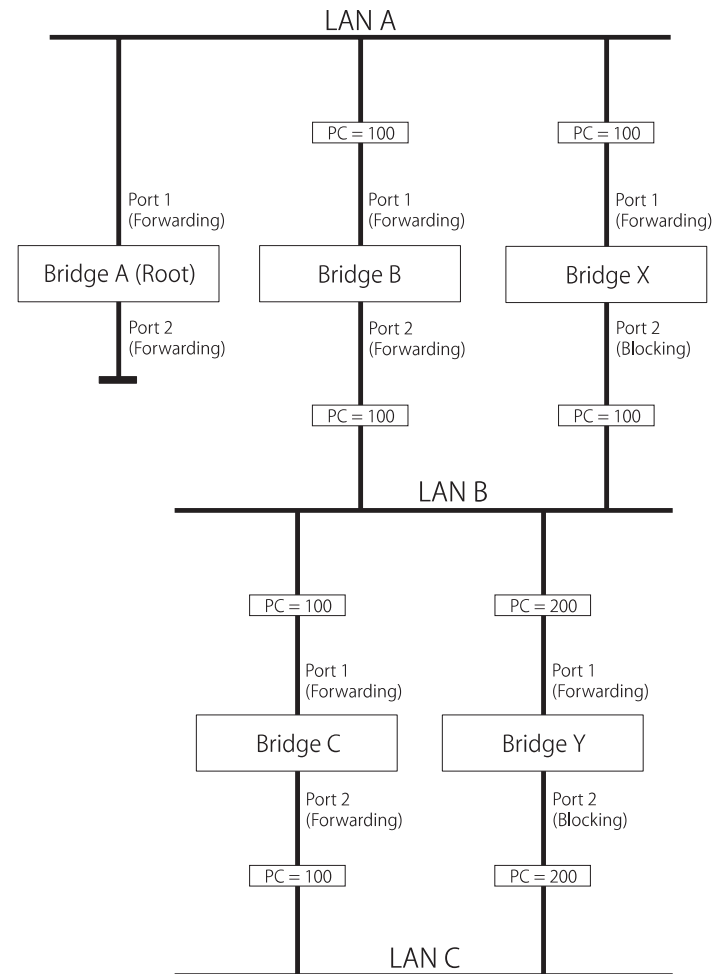 LAN A
PC = 100
PC = 100
Port 1
(Forwarding)
Port 1
(Forwarding)
Port 1
(Forwarding)
Bridge A (Root)
Bridge B
Bridge X
Port 2
(Forwarding)
Port 2
(Forwarding)
Port 2
(Blocking)
PC = 100
PC = 100
LAN B
PC = 100
PC = 200
Port 1
(Forwarding)
Port 1
(Forwarding)
Bridge C
Bridge Y
Port 2
(Forwarding)
Port 2
(Blocking)
PC = 100
PC = 200
LAN C